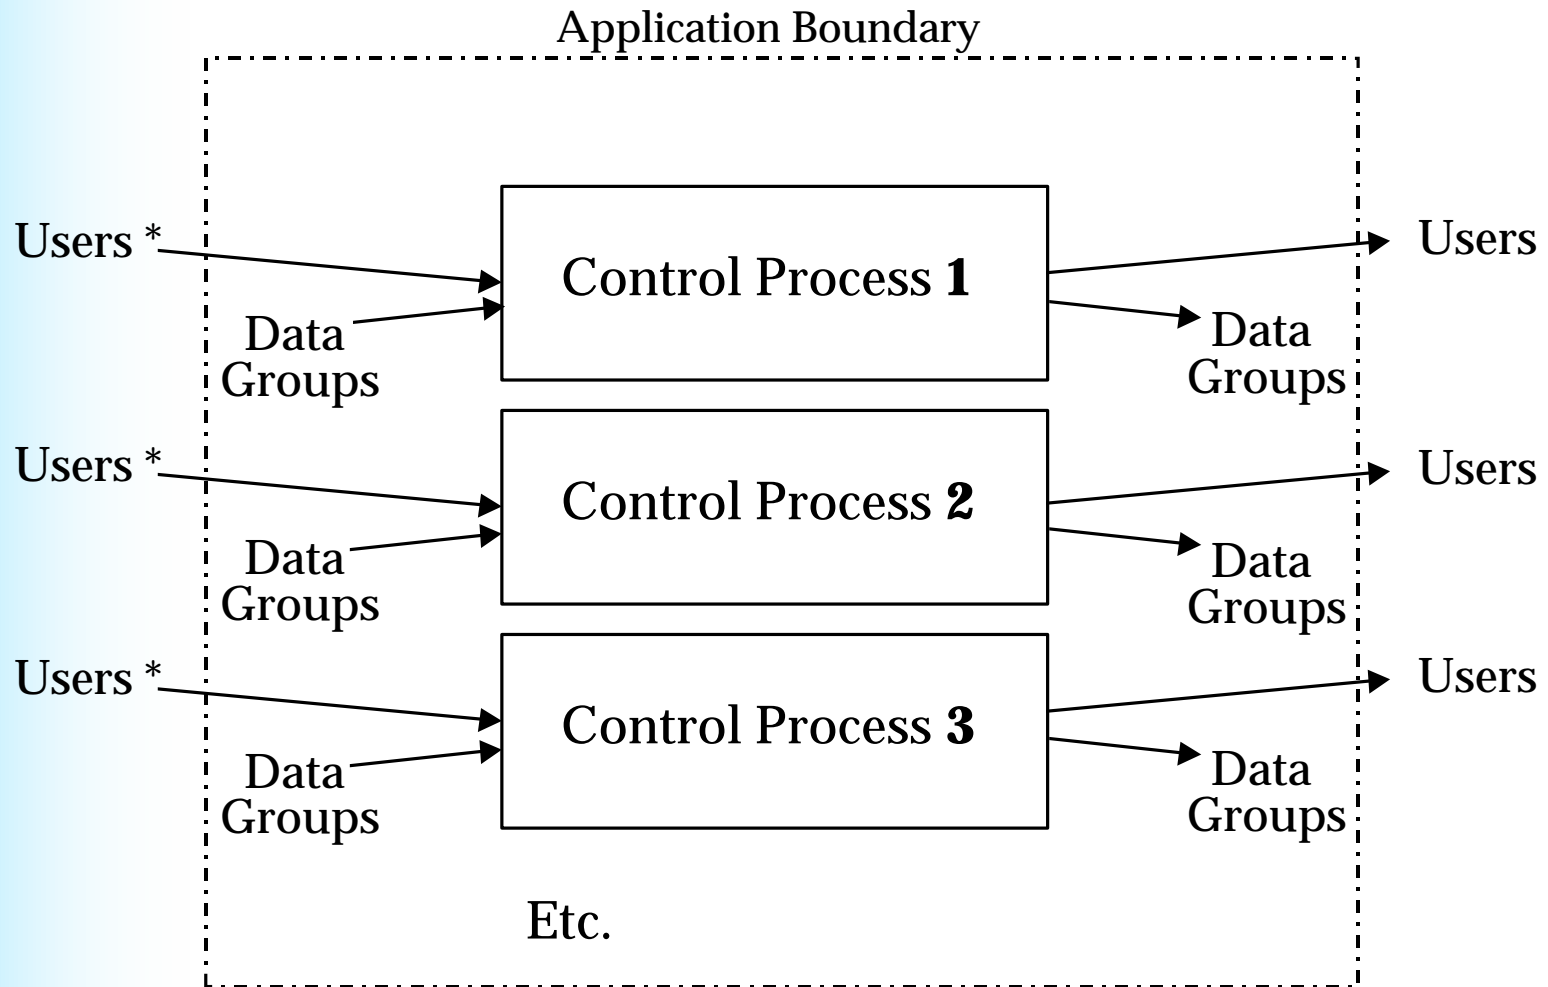 Application Boundary
Users *
Control Process 1
Users
Data
Groups
Data
Groups
Users *
Control Process 2
Users
Data
Groups
Data
Groups
Users *
Control Process 3
Users
Data
Groups
Data
Groups
Etc.